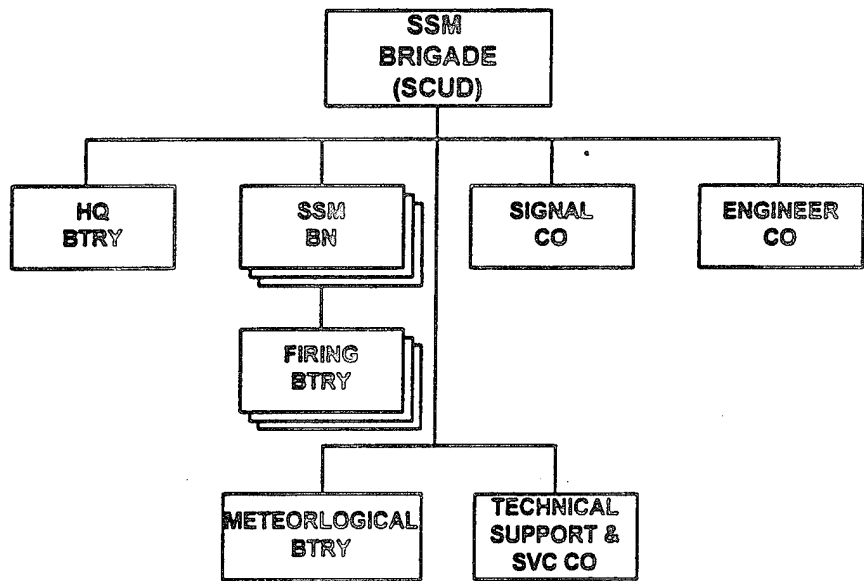 SSM
BRIGADE
(SCUD)
HQ
BTRY
SSM
BN
SIGNAL
CO
ENGINEER
CO
FIRING
BTRY
METEORLOGICAL
BTRY
TECHNICAL
SUPPORT &
SVC CO